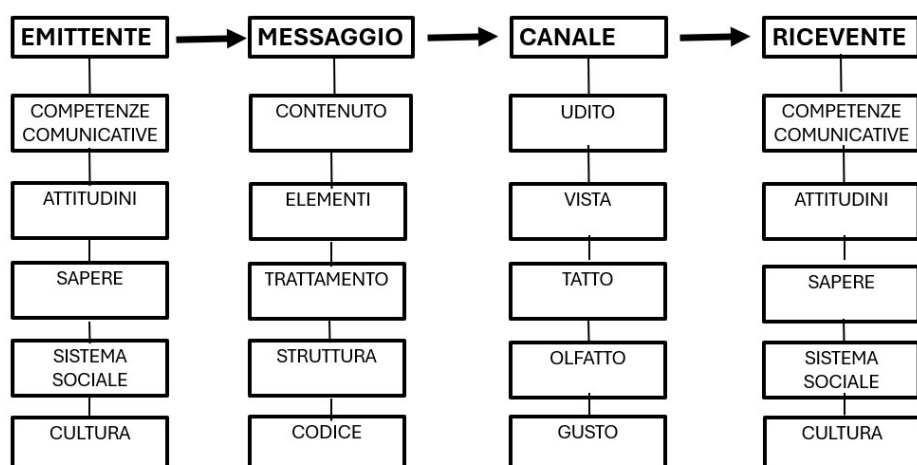 EMITTENTE
MESSAGGIO
CANALE
RICEVENTE
COMPETENZE
COMUNICATIVE
CONTENUTO
UDITO
COMPETENZE
COMUNICATIVE
ATTITUDINI
ELEMENTI
VISTA
ATTITUDINI
SAPERE
TRATTAMENTO
TATTO
SAPERE
SISTEMA
SOCIALE
STRUTTURA
OLFATTO
SISTEMA
SOCIALE
CULTURA
CODICE
GUSTO
CULTURA